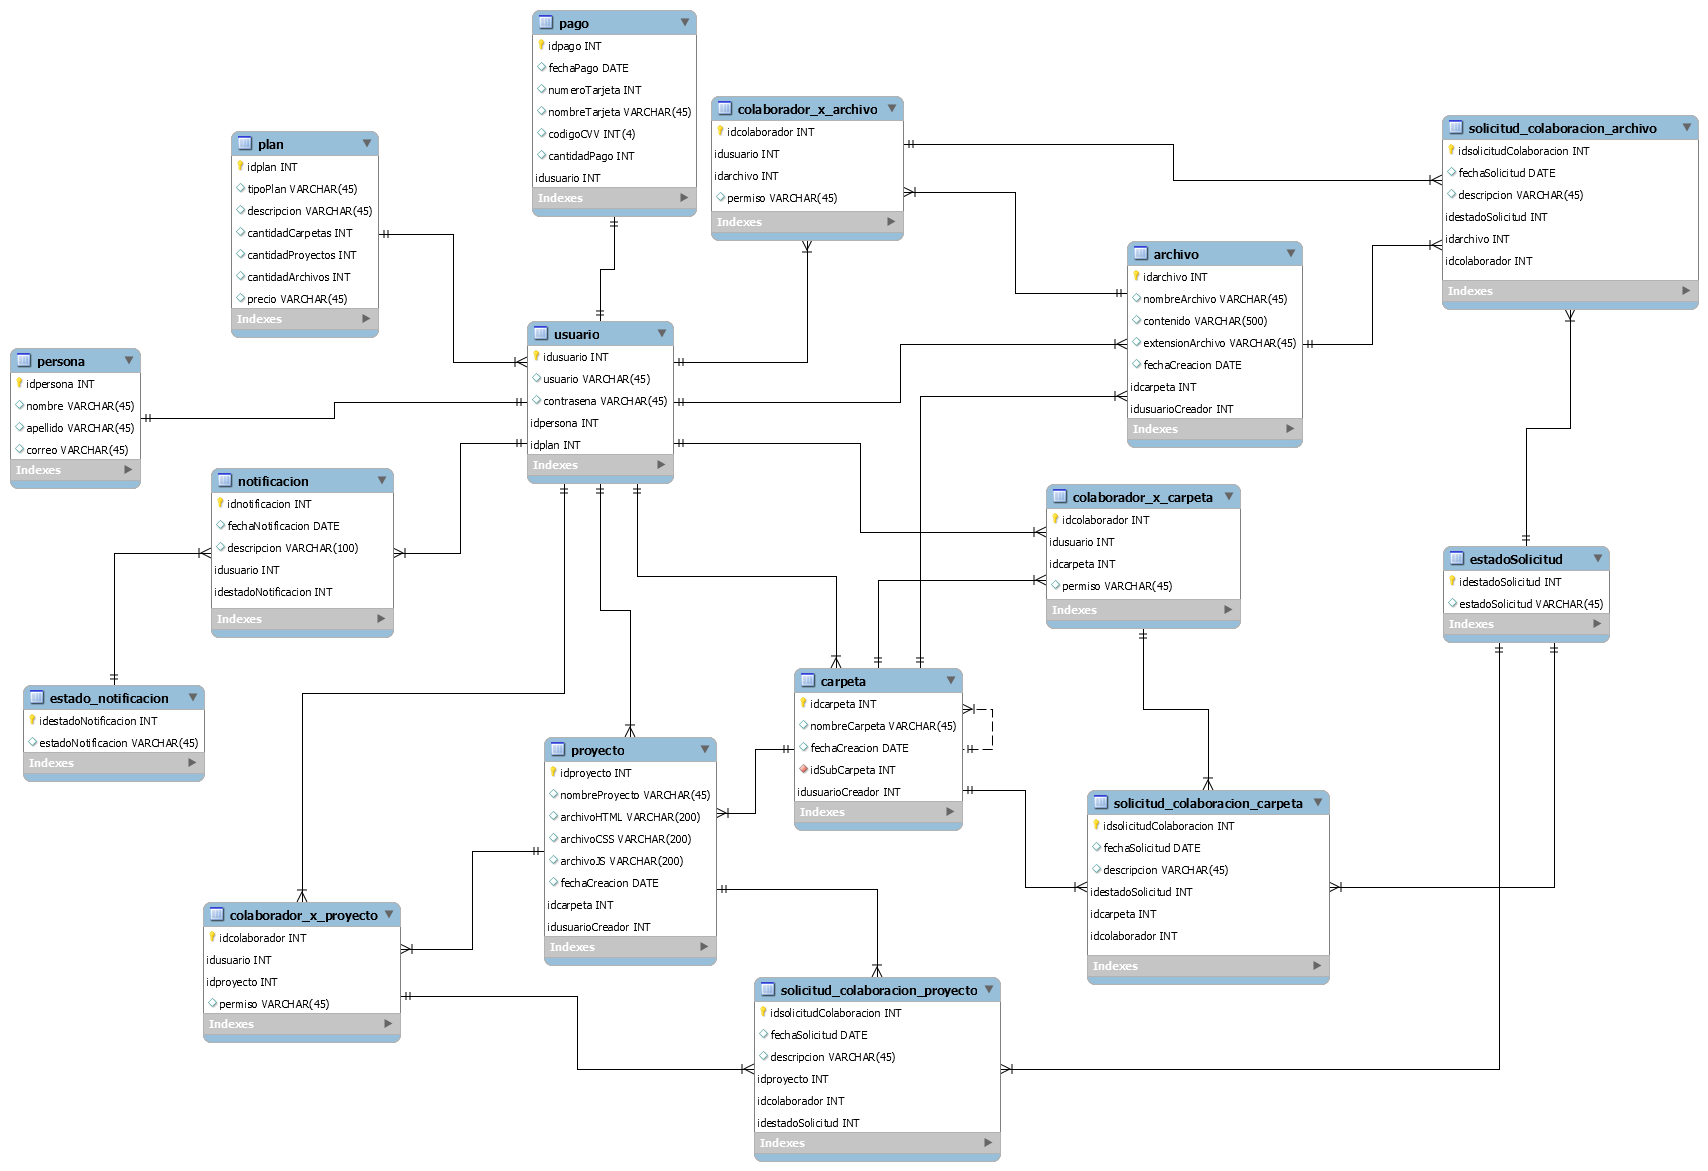 pago
idpago INT
fechaPago DATE
numeroTarjeta INT
nombreTarjeta VARCHAR(45)
codigoCVV INT(4)
cantidadPago INT
idusuario INT
Indexes
colaborador_x_archivo
idcolaborador INT
idusuario INT
idarchivo INT
permiso VARCHAR(45)
Indexes
solicitud_colaboracion_archivo
idsolicitudColaboracion INT
fechaSolicitud DATE
descripcion VARCHAR(45)
idestadoSolicitud INT
idarchivo INT
idcolaborador INT
Indexes
plan
idplan INT
tipoPlan VARCHAR(45)
descripcion VARCHAR(45)
cantidadCarpetas INT
cantidadProyectos INT
cantidadArchivos INT
precio VARCHAR(45)
Indexes
archivo
idarchivo INT
nombreArchivo VARCHAR(45)
contenido VARCHAR(500)
extensionArchivo VARCHAR(45)
fechaCreacion DATE
idcarpeta INT
idusuarioCreador INT
Indexes
usuario
idusuario INT
usuario VARCHAR(45)
contrasena VARCHAR(45)
idpersona INT
idplan INT
Indexes
persona
idpersona INT
nombre VARCHAR(45)
apellido VARCHAR(45)
correo VARCHAR(45)
Indexes
notificacion
idnotificacion INT
fechaNotificacion DATE
descripcion VARCHAR(100)
idusuario INT
idestadoNotificacion INT
Indexes
colaborador_x_carpeta
idcolaborador INT
idusuario INT
idcarpeta INT
permiso VARCHAR(45)
Indexes
estadoSolicitud
idestadoSolicitud INT
estadoSolicitud VARCHAR(45)
Indexes
estado_notificacion
idestadoNotificacion INT
estadoNotificacion VARCHAR(45)
Indexes
carpeta
idcarpeta INT
nombreCarpeta VARCHAR(45)
fechaCreacion DATE
idSubCarpeta INT
idusuarioCreador INT
Indexes
proyecto
idproyecto INT
nombreProyecto VARCHAR(45)
archivoHTML VARCHAR(200)
archivoCSS VARCHAR(200)
archivoJS VARCHAR(200)
fechaCreacion DATE
idcarpeta INT
idusuarioCreador INT
Indexes
solicitud_colaboracion_carpeta
idsolicitudColaboracion INT
fechaSolicitud DATE
descripcion VARCHAR(45)
idestadoSolicitud INT
idcarpeta INT
idcolaborador INT
Indexes
colaborador_x_proyecto
idcolaborador INT
idusuario INT
idproyecto INT
permiso VARCHAR(45)
Indexes
solicitud_colaboracion_proyecto
idsolicitudColaboracion INT
fechaSolicitud DATE
descripcion VARCHAR(45)
idproyecto INT
idcolaborador INT
idestadoSolicitud INT
Indexes